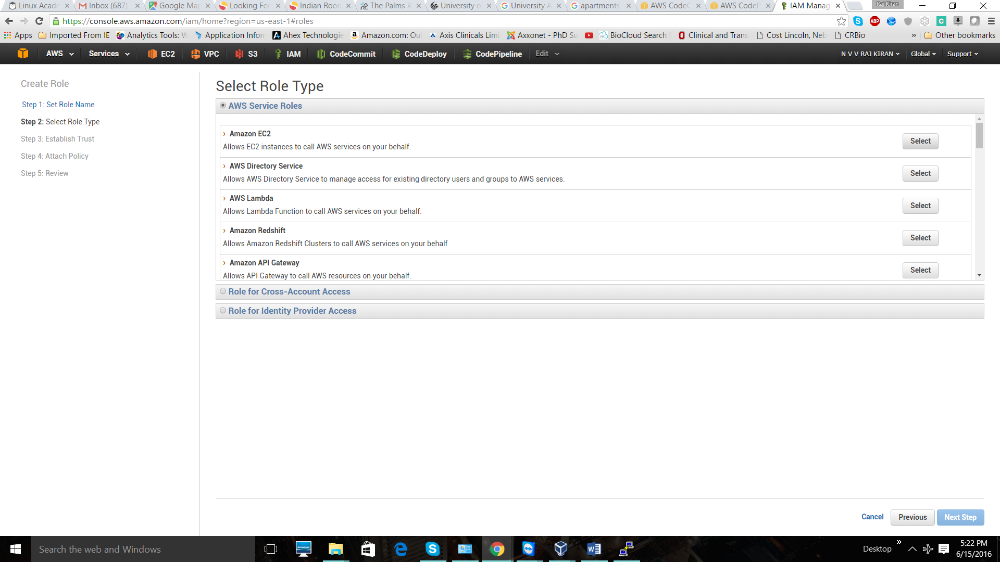 Linux Acade
Inbox (687)
Google Map
Looking For
Indian Room
The Palms A
University o
University A
apartments
AWS CodeC
AWS CodeP
IAM Manag
Raj Kiran
https://console.aws.amazon.com/iam/home?region=us-east-1#roles
Apps
Imported From IE
Analytics Tools: W
Application Infor
Ahex Technologie
Amazon.com: Ou
Axis Clinicals Limi
Axxonet - PhD Su
BioCloud Search
Clinical and Trans
Cost Lincoln, Neb
CRBio
» Other bookmarks
AWS Services EC2 VPC S3 IAM CodeCommit CodeDeploy CodePipeline Edit N V V RAJ KIRAN Global Support
Create Role
Step 1: Set Role Name
Step 2: Select Role Type
Step 3: Establish Trust
Step 4: Attach Policy
Step 5: Review
Select Role Type
AWS Service Roles
› Amazon EC2
Allows EC2 instances to call AWS services on your behalf.
Select
› AWS Directory Service
Allows AWS Directory Service to manage access for existing directory users and groups to AWS services.
Select
› AWS Lambda
Allows Lambda Function to call AWS services on your behalf.
Select
› Amazon Redshift
Allows Amazon Redshift Clusters to call AWS services on your behalf
Select
› Amazon API Gateway
Allows API Gateway to call AWS resources on your behalf.
Select
Role for Cross-Account Access
Role for Identity Provider Access
Cancel Previous Next Step
Search the web and Windows
Desktop »
5:22 PM
6/15/2016